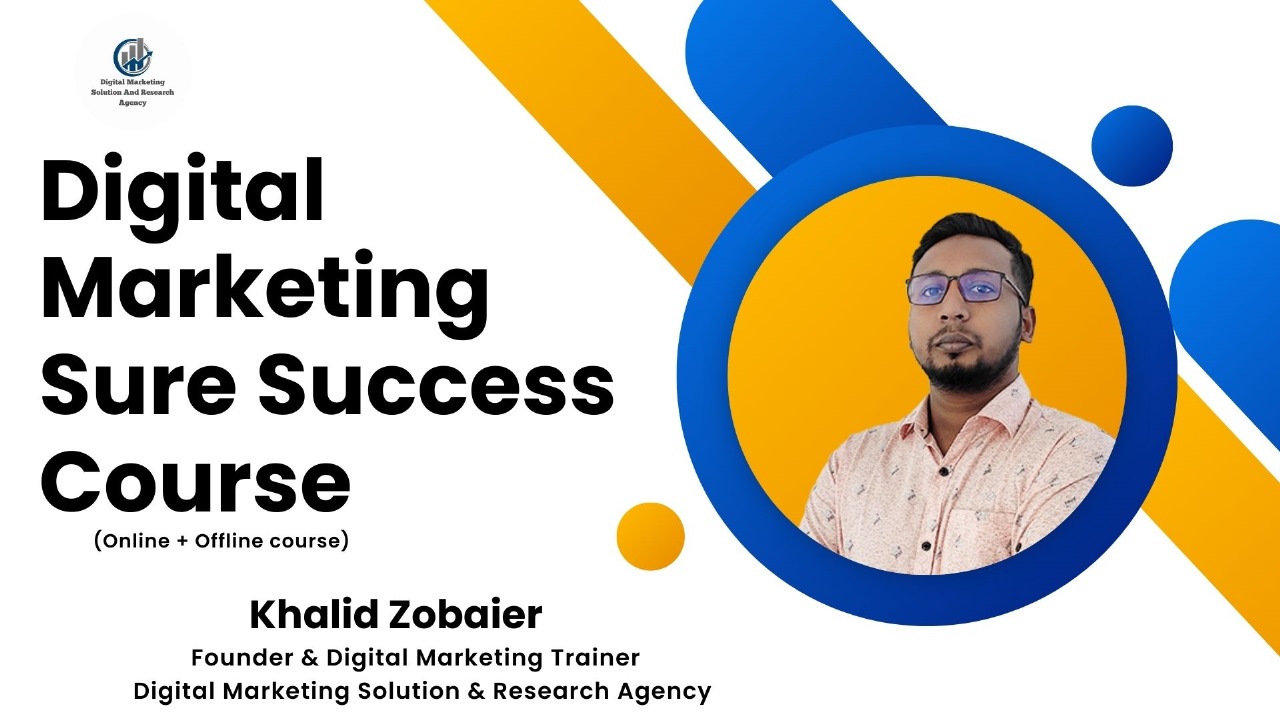 Digital Marketing
Solution And Research
Agency
Digital
Marketing
Sure Success
Course
(Online + Offline course)
Khalid Zobaier
Founder & Digital Marketing Trainer
Digital Marketing Solution & Research Agency